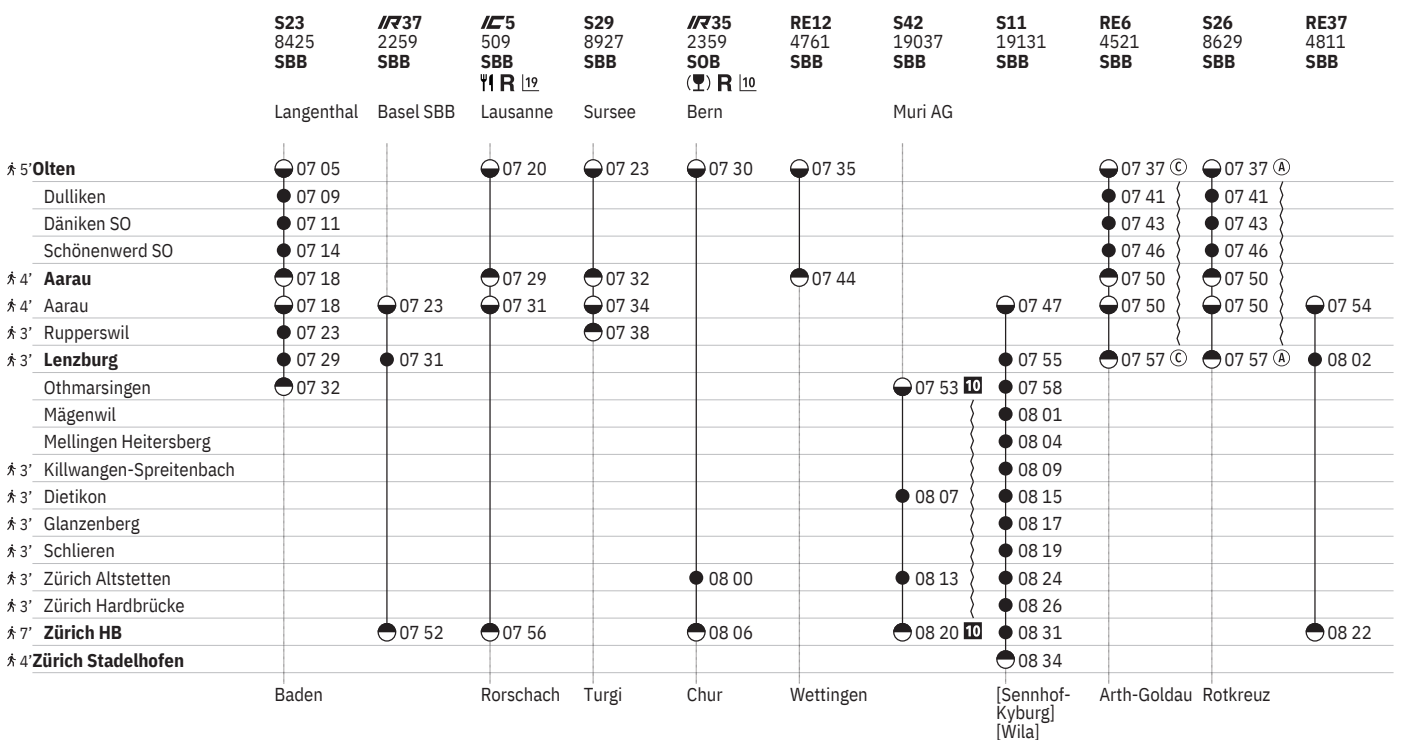 S23 IR37 IC5 S29 IR35 RE12 S42 S11 RE6 S26 RE37
8425 2259 509 8927 2359 4761 19037 19131 4521 8629 4811
SBB SBB SBB SBB SOB SBB SBB SBB SBB SBB SBB
R 19 R 10
Langenthal Basel SBB Lausanne Sursee Bern Muri AG
5' Olten 07 05 07 20 07 23 07 30 07 35 07 37 C 07 37 A
Dulliken 07 09 07 41 07 41
Däniken SO 07 11 07 43 07 43
Schönenwerd SO 07 14 07 46 07 46
4' Aarau 07 18 07 29 07 32 07 44 07 50 07 50
4' Aarau 07 18 07 23 07 31 07 34 07 47 07 50 07 50 07 54
3' Rupperswil 07 23 07 38
3' Lenzburg 07 29 07 31 07 55 07 57 C 07 57 A 08 02
Othmarsingen 07 32 07 53 10 07 58
Mägenwil 08 01
Mellingen Heitersberg 08 04
3' Killwangen-Spreitenbach 08 09
3' Dietikon 08 07 08 15
3' Glanzenberg 08 17
3' Schlieren 08 19
3' Zürich Altstetten 08 00 08 13 08 24
3' Zürich Hardbrücke 08 26
7' Zürich HB 07 52 07 56 08 06 08 20 10 08 31 08 22
4' Zürich Stadelhofen 08 34
Baden Rorschach Turgi Chur Wettingen [Sennhof- Arth-Goldau Rotkreuz
Kyburg]
[Wila]